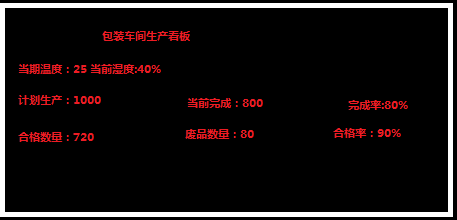 包装车间生产看板
当期温度：25 当前湿度:40%
计划生产：1000 当前完成：800 完成率:80%
合格数量：720 废品数量：80 合格率：90%